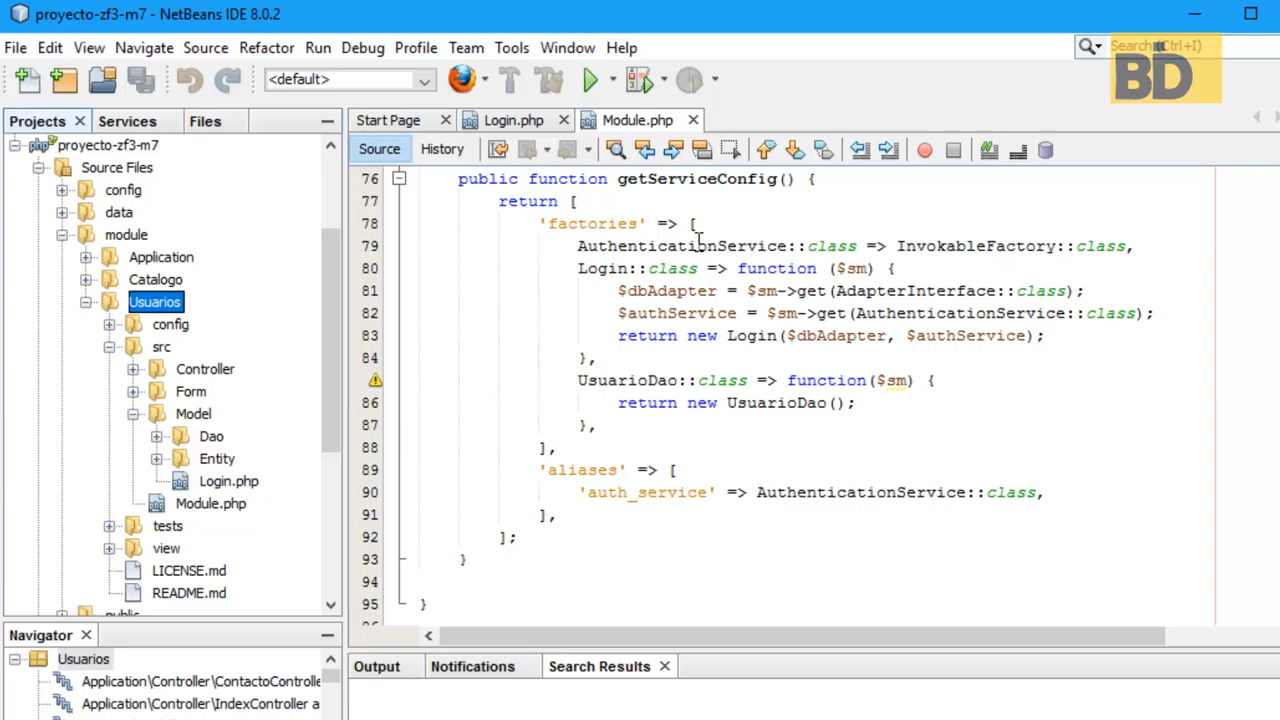 proyecto-zf3-m7 - NetBeans IDE 8.0.2
File Edit View Navigate Source Refactor Run Debug Profile Team Tools Window Help
Search (Ctrl+I)
BD
<default>
Projects Services Files
Start Page Login.php Module.php
Source History
proyecto-zf3-m7
Source Files
config
data
module
Application
Catalogo
Usuarios
config
src
Controller
Form
Model
Dao
Entity
Login.php
Module.php
tests
view
LICENSE.md
README.md
public
76 public function getServiceConfig() {
77 return [
78 'factories' => [
79 AuthenticationService::class => InvokableFactory::class,
80 Login::class => function ($sm) {
81 $dbAdapter = $sm->get(AdapterInterface::class);
82 $authService = $sm->get(AuthenticationService::class);
83 return new Login($dbAdapter, $authService);
84 },
UsuarioDao::class => function($sm) {
86 return new UsuarioDao();
87 },
88 ],
89 'aliases' => [
90 'auth_service' => AuthenticationService::class,
91 ],
92 ];
93 }
94
95 }
Navigator
Usuarios
Application\Controller\ContactoControlle
Application\Controller\IndexController a
Output Notifications Search Results